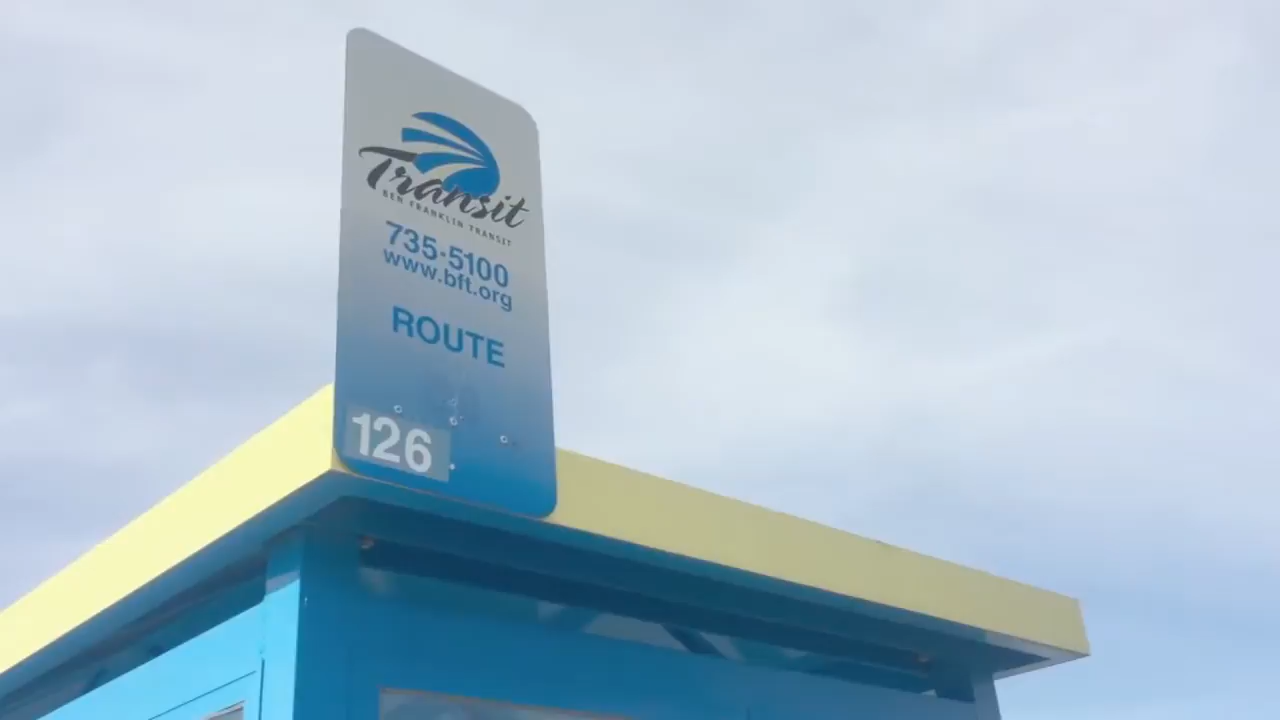 Transit
BEN FRANKLIN TRANSIT
735-5100
www.bft.org
ROUTE
126